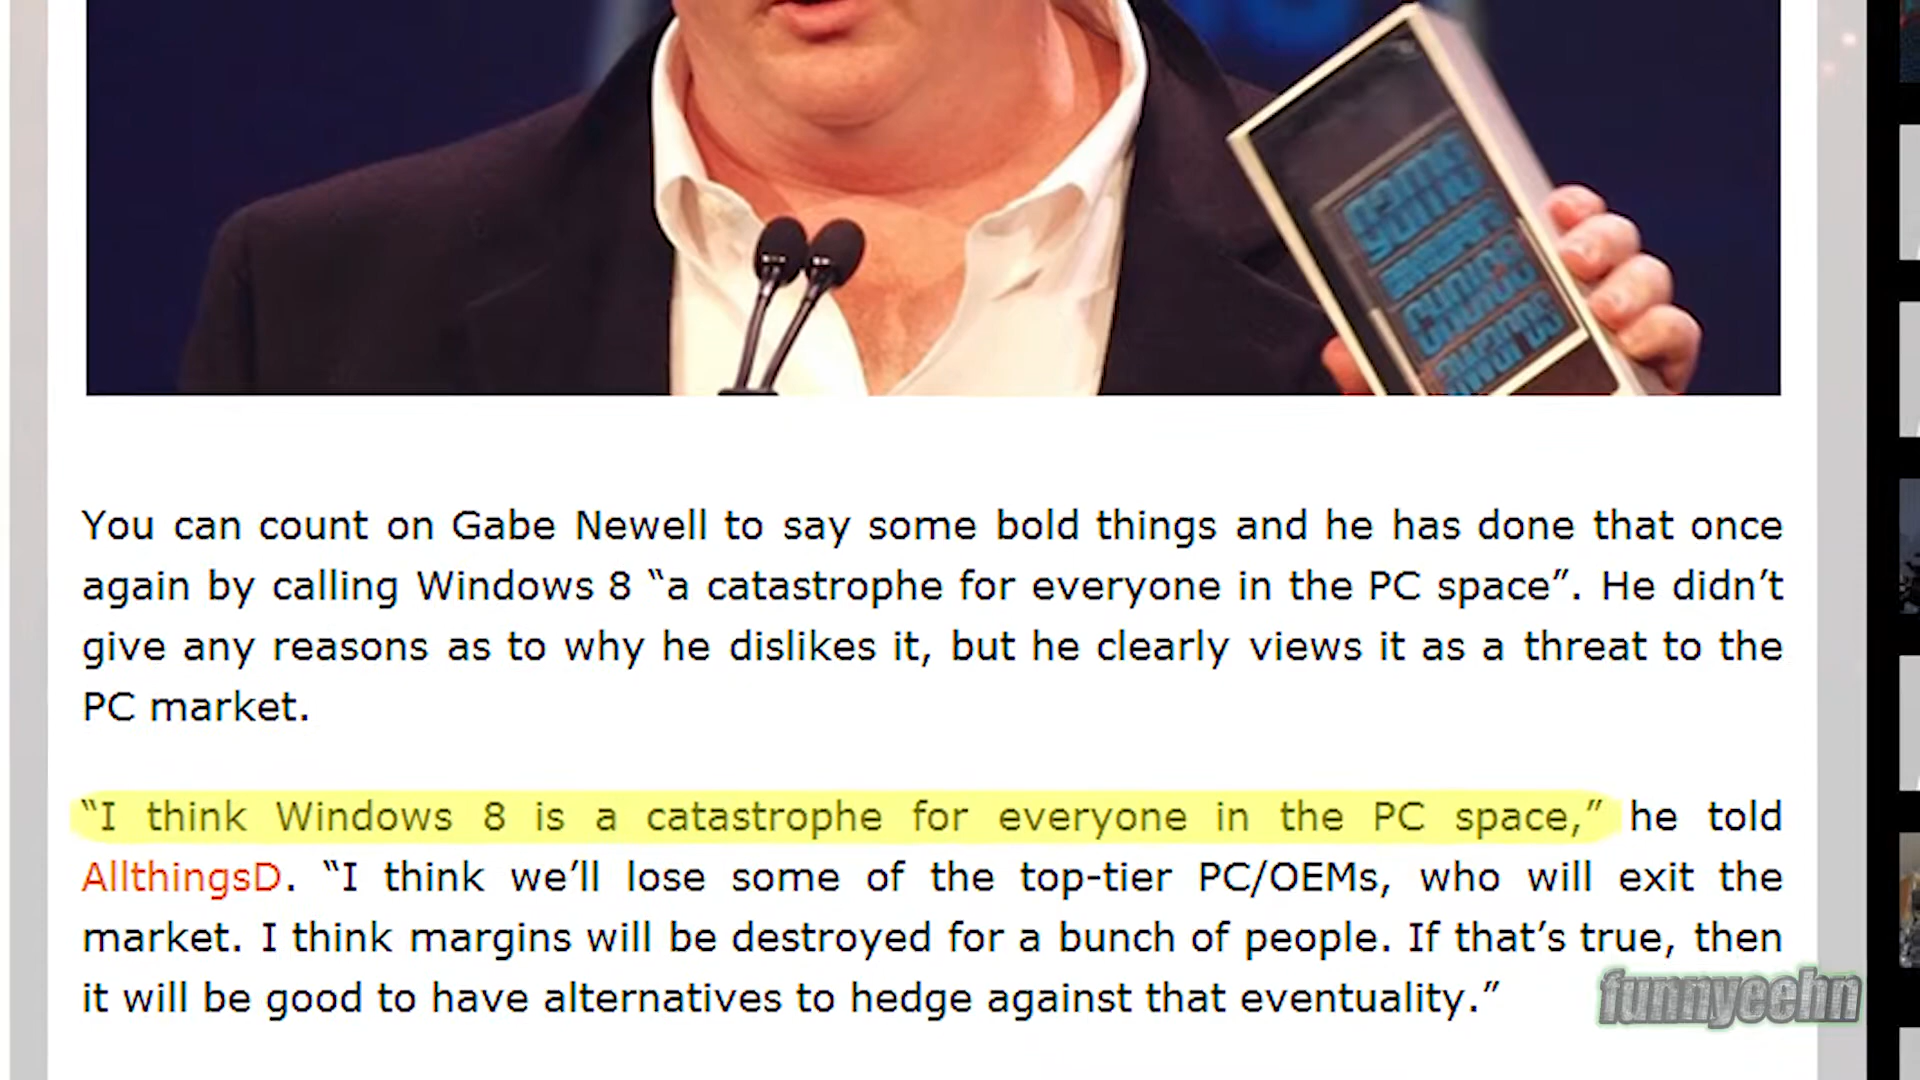 game
developers
choice
awards
You can count on Gabe Newell to say some bold things and he has done that once
again by calling Windows 8 “a catastrophe for everyone in the PC space”. He didn’t
give any reasons as to why he dislikes it, but he clearly views it as a threat to the
PC market.
“I think Windows 8 is a catastrophe for everyone in the PC space,” he told
AllthingsD. “I think we’ll lose some of the top-tier PC/OEMs, who will exit the
market. I think margins will be destroyed for a bunch of people. If that’s true, then
it will be good to have alternatives to hedge against that eventuality.”
funnyeehn